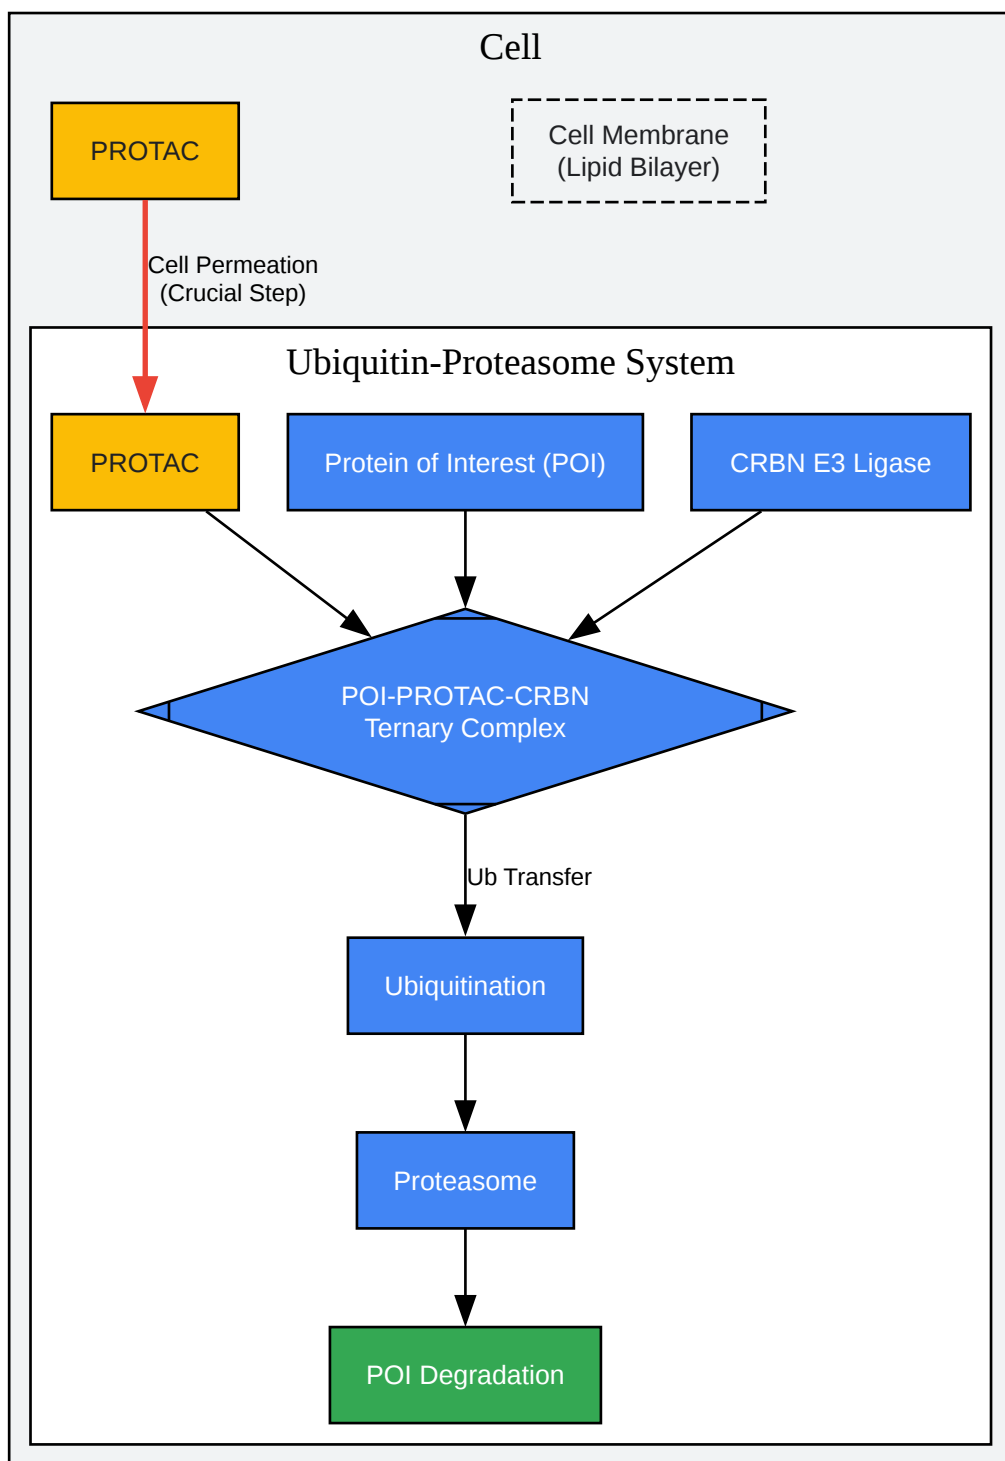 Cell
PROTAC
Cell Membrane
(Lipid Bilayer)
Cell Permeation
(Crucial Step)
Ubiquitin-Proteasome System
PROTAC
Protein of Interest (POI)
CRBN E3 Ligase
POI-PROTAC-CRBN
Ternary Complex
Ub Transfer
Ubiquitination
Proteasome
POI Degradation